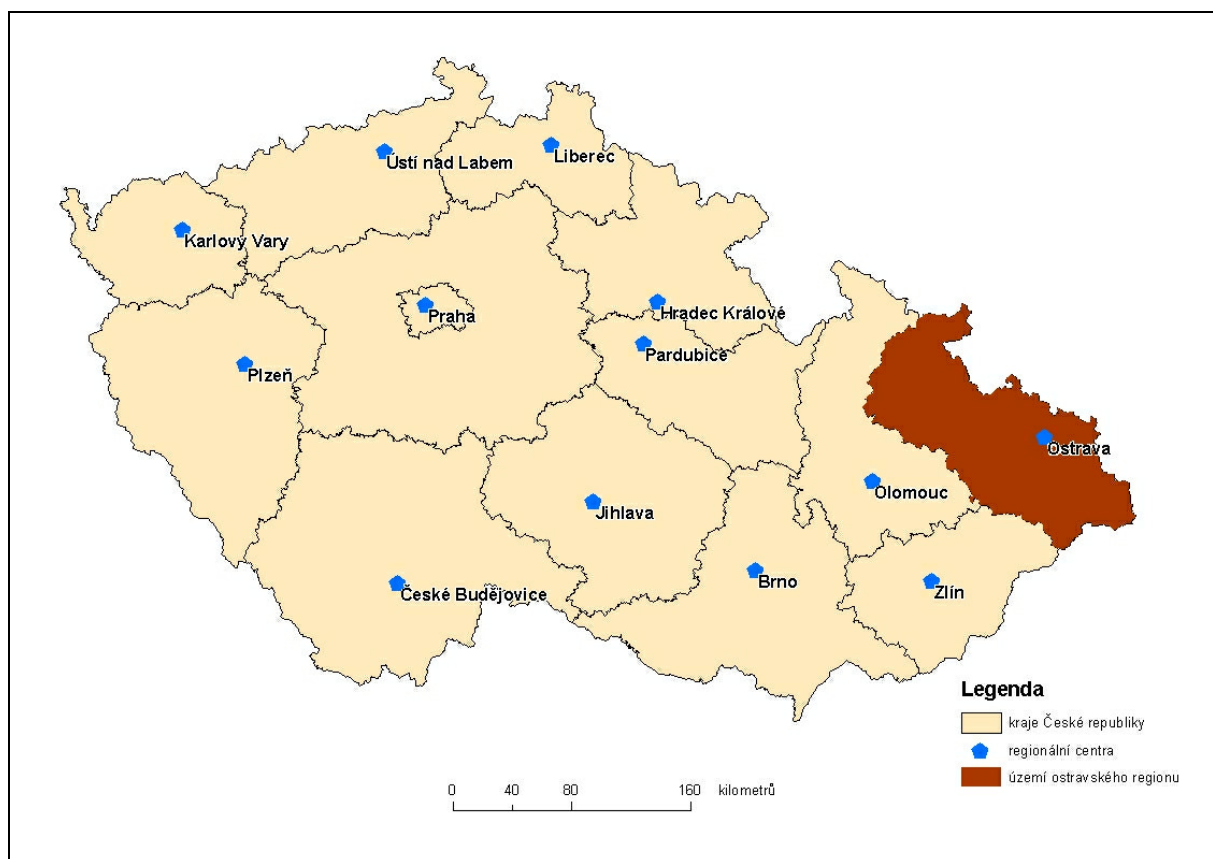 Ústí nad Labem
Liberec
Karlový Vary
Praha
Hradec Králové
Pardubice
Plzeň
Ostrava
Olomouc
Jihlava
Brno
České Budějovice
Zlín
Legenda
kraje České republiky
regionální centra
území ostravského regionu
0 40 80 160 kilometrů